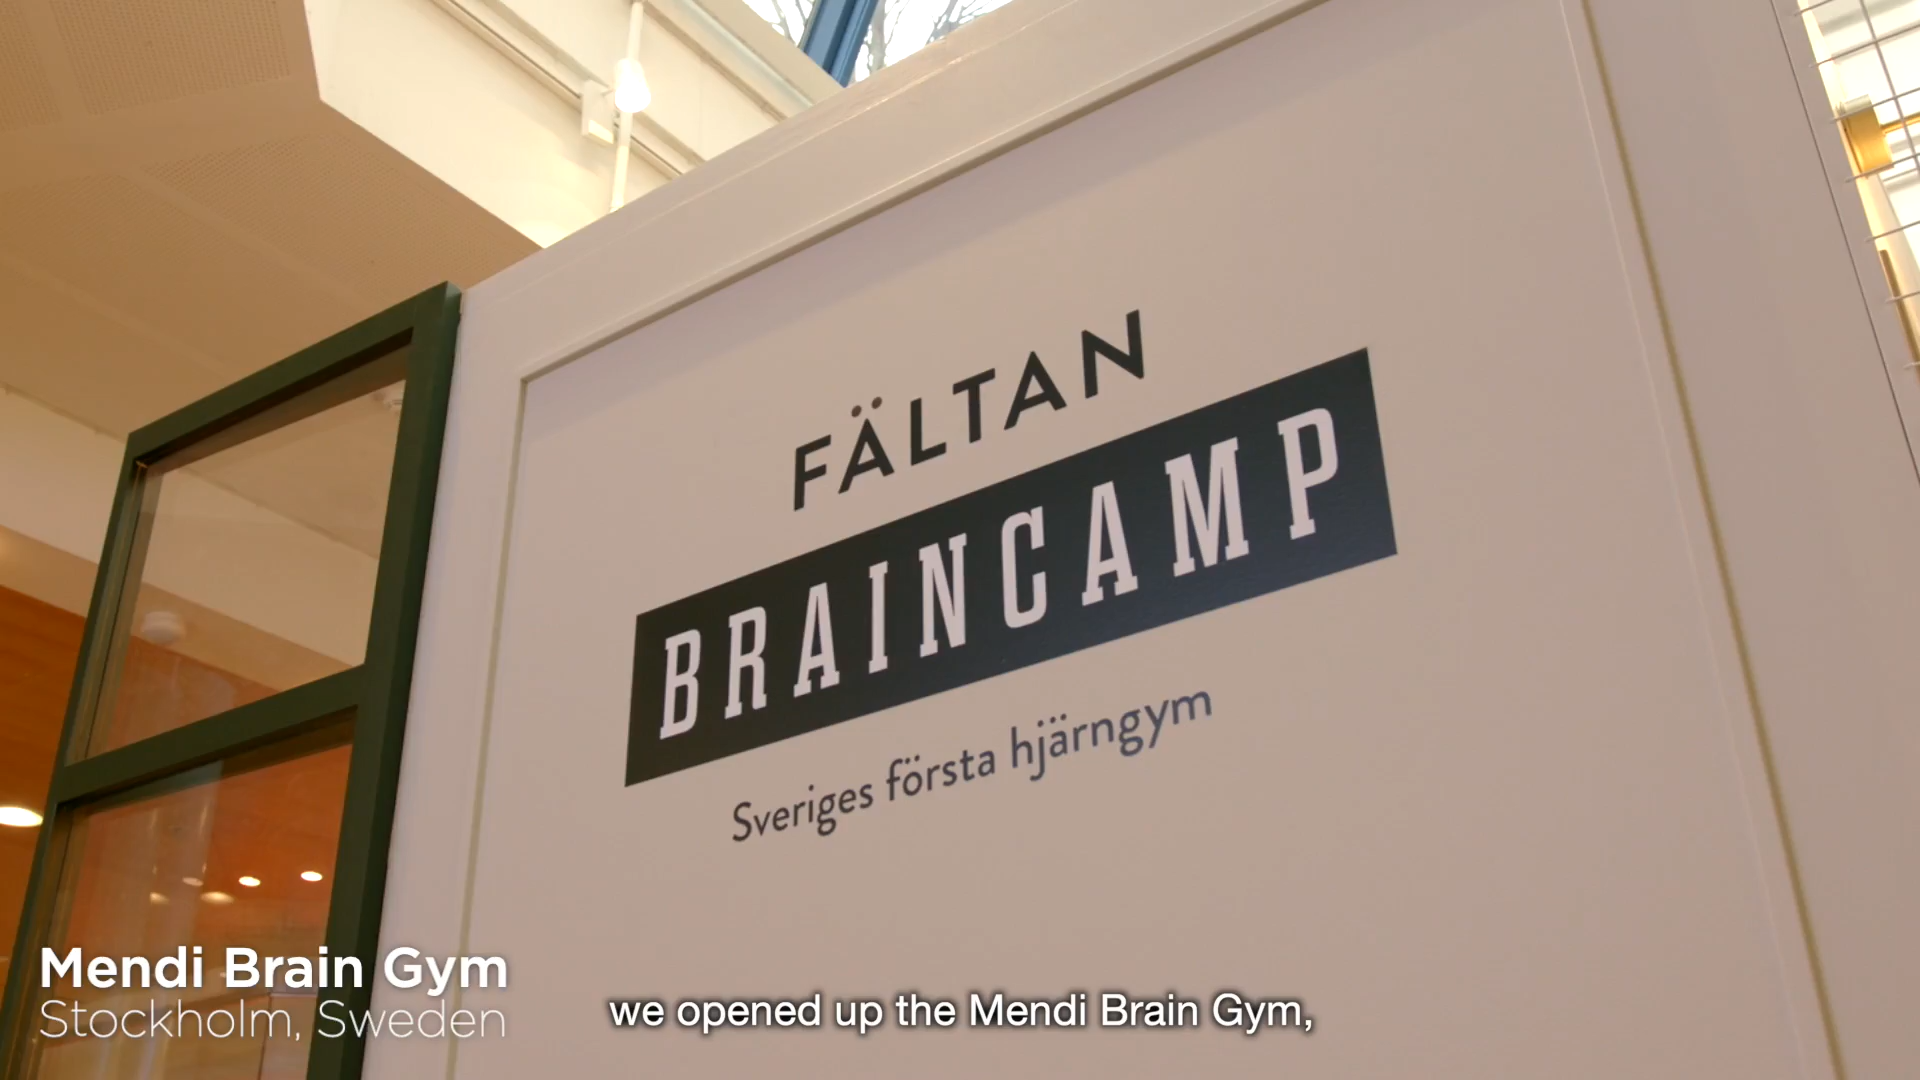 FÄLTAN
BRAINCAMP
Sveriges första hjärngym
Mendi Brain Gym
Stockholm, Sweden
we opened up the Mendi Brain Gym,